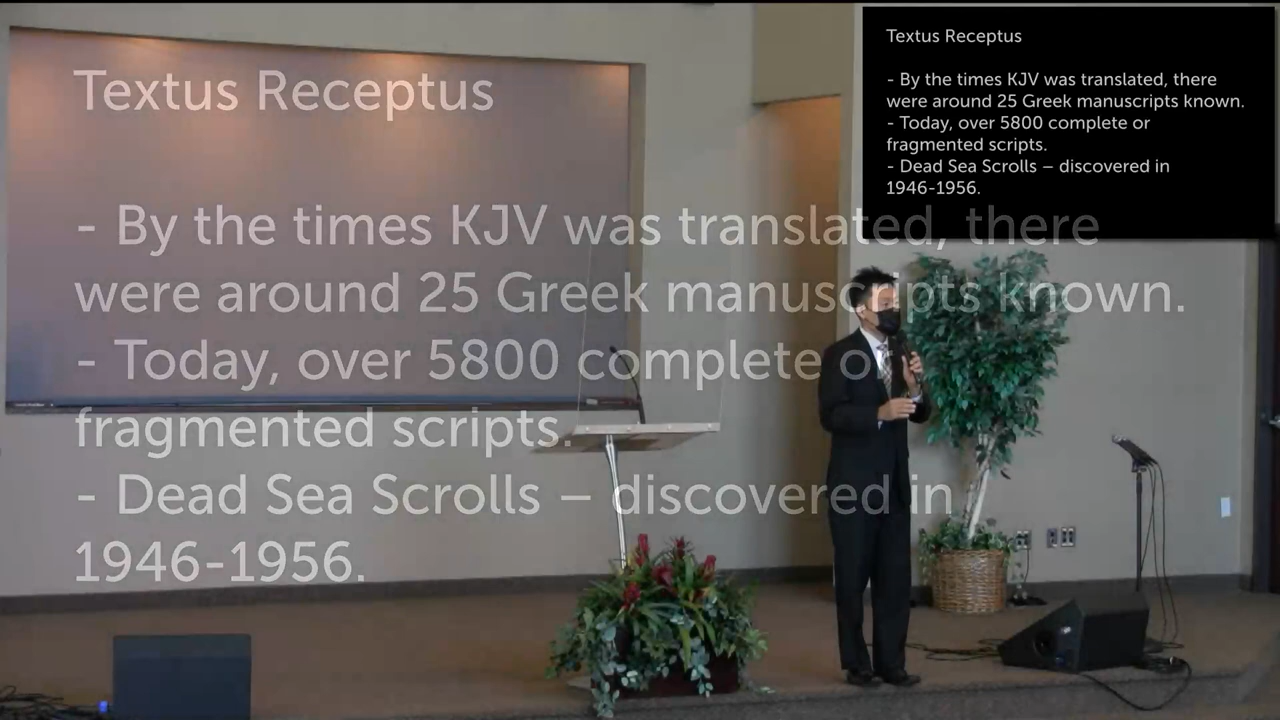 Textus Receptus
- By the times KJV was translated, there
were around 25 Greek manuscripts known.
- Today, over 5800 complete or
fragmented scripts.
- Dead Sea Scrolls – discovered in
1946-1956.
Textus Receptus
- By the times KJV was translated, there
were around 25 Greek manuscripts known.
- Today, over 5800 complete or
fragmented scripts.
- Dead Sea Scrolls – discovered in
1946-1956.